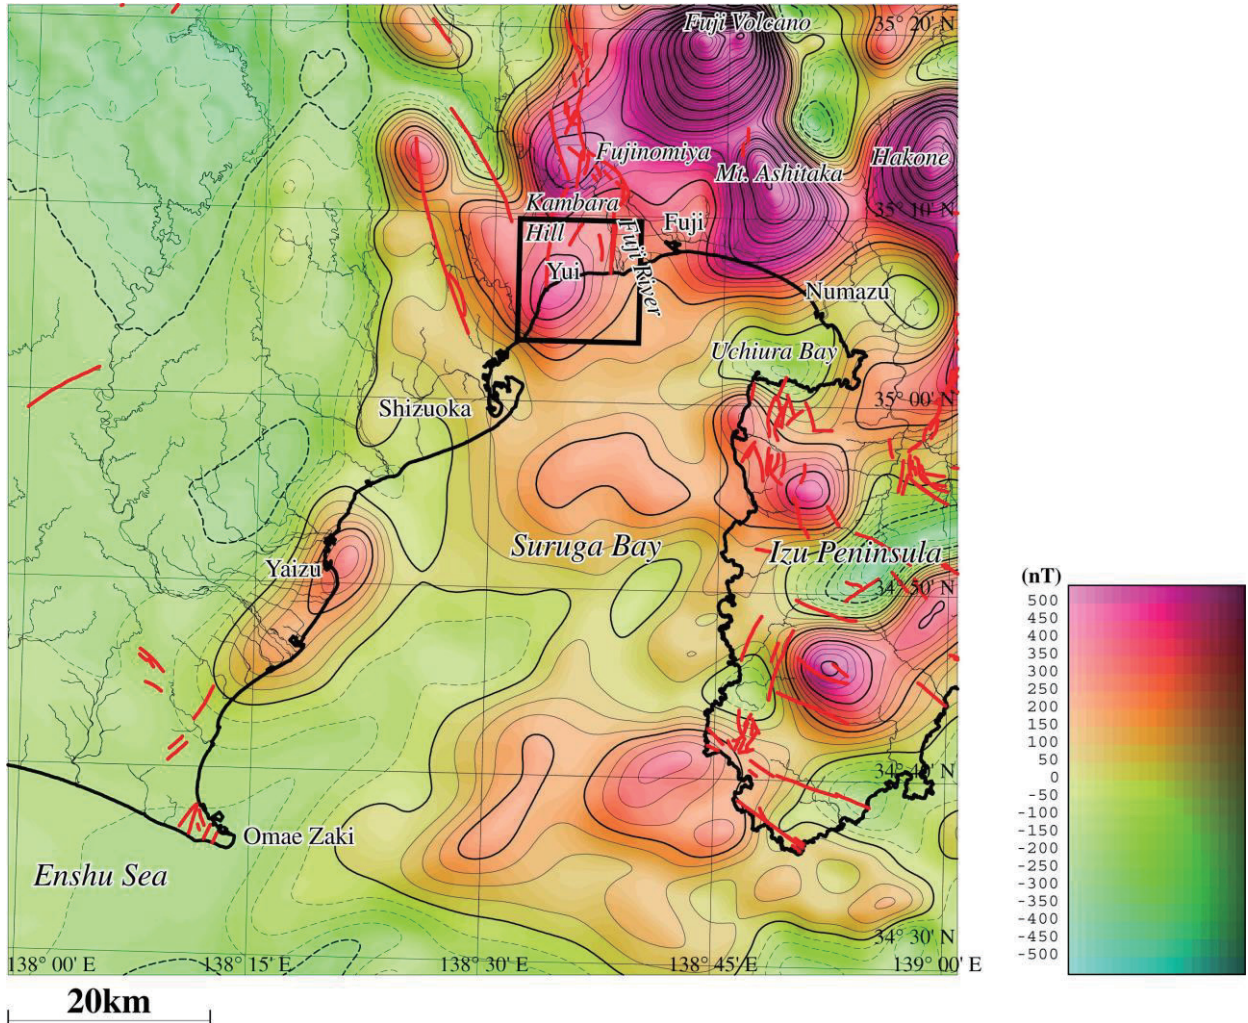 Fuji Volcano
35° 20' N
Fujinomiya
Mt. Ashitaka
Hakone
Kambara
Hill
35° 10' N
Fuji
Fuji River
Yui
Numazu
Uchiura Bay
35° 00' N
Shizuoka
Suruga Bay
Izu Peninsula
Yaizu
34° 50' N
34° 40' N
Omae Zaki
Enshu Sea
34° 30' N
138° 00' E
138° 15' E
138° 30' E
138° 45' E
139° 00' E
20km
(nT)
500
450
400
350
300
250
200
150
100
50
0
-50
-100
-150
-200
-250
-300
-350
-400
-450
-500